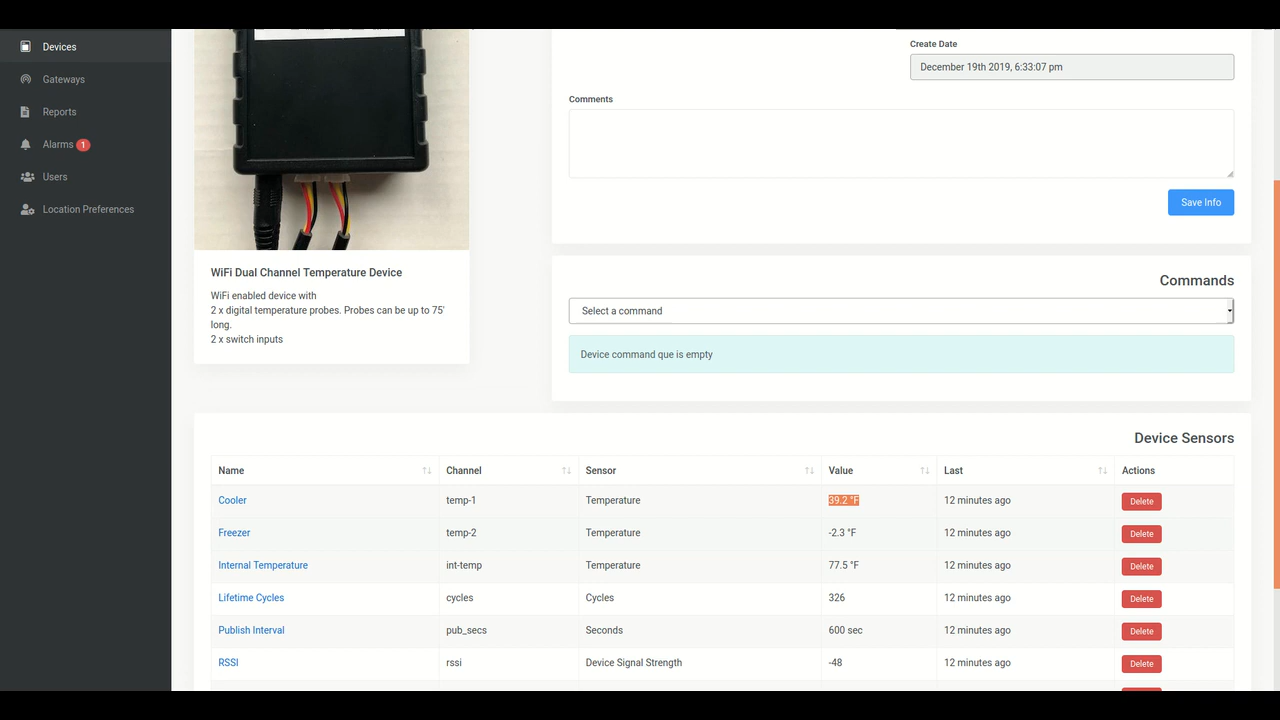 Devices
Gateways
Reports
Alarms 1
Users
Location Preferences
WiFi Dual Channel Temperature Device
WiFi enabled device with
2 x digital temperature probes. Probes can be up to 75'
long.
2 x switch inputs
Create Date
December 19th 2019, 6:33:07 pm
Comments
Save Info
Commands
Select a command
Device command que is empty
Device Sensors
Name Channel Sensor Value Last Actions
Cooler temp-1 Temperature 39.2 °F 12 minutes ago Delete
Freezer temp-2 Temperature -2.3 °F 12 minutes ago Delete
Internal Temperature int-temp Temperature 77.5 °F 12 minutes ago Delete
Lifetime Cycles cycles Cycles 326 12 minutes ago Delete
Publish Interval pub_secs Seconds 600 sec 12 minutes ago Delete
RSSI rssi Device Signal Strength -48 12 minutes ago Delete